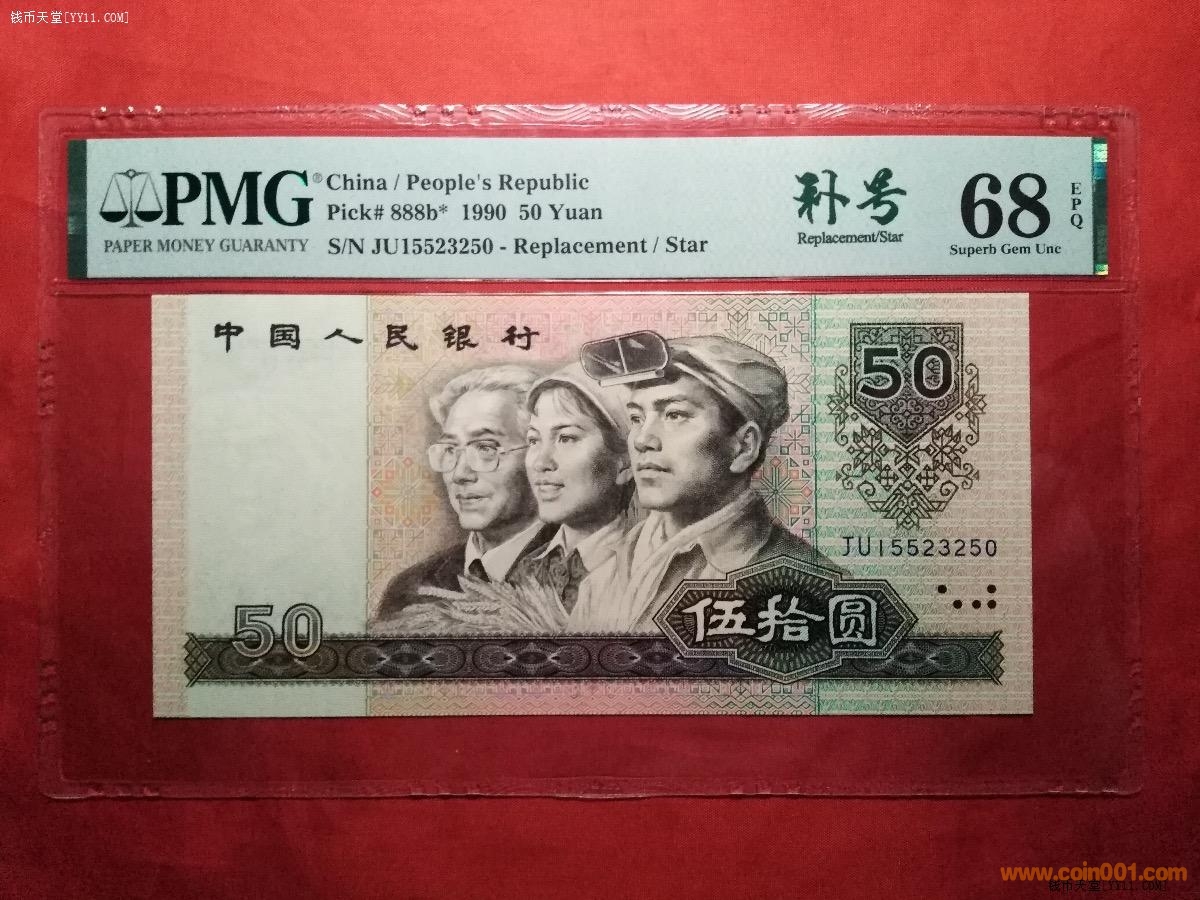 钱币天堂[YY11.COM]
PMG®
PAPER MONEY GUARANTY
China / People's Republic
Pick# 888b* 1990 50 Yuan
S/N JU15523250 - Replacement / Star
补号
Replacement/Star
68
EPQ
Superb Gem Unc
中国人民银行
50
JU15523250
50
伍拾圆
www.coin001.com
钱币天堂[YY11.COM]